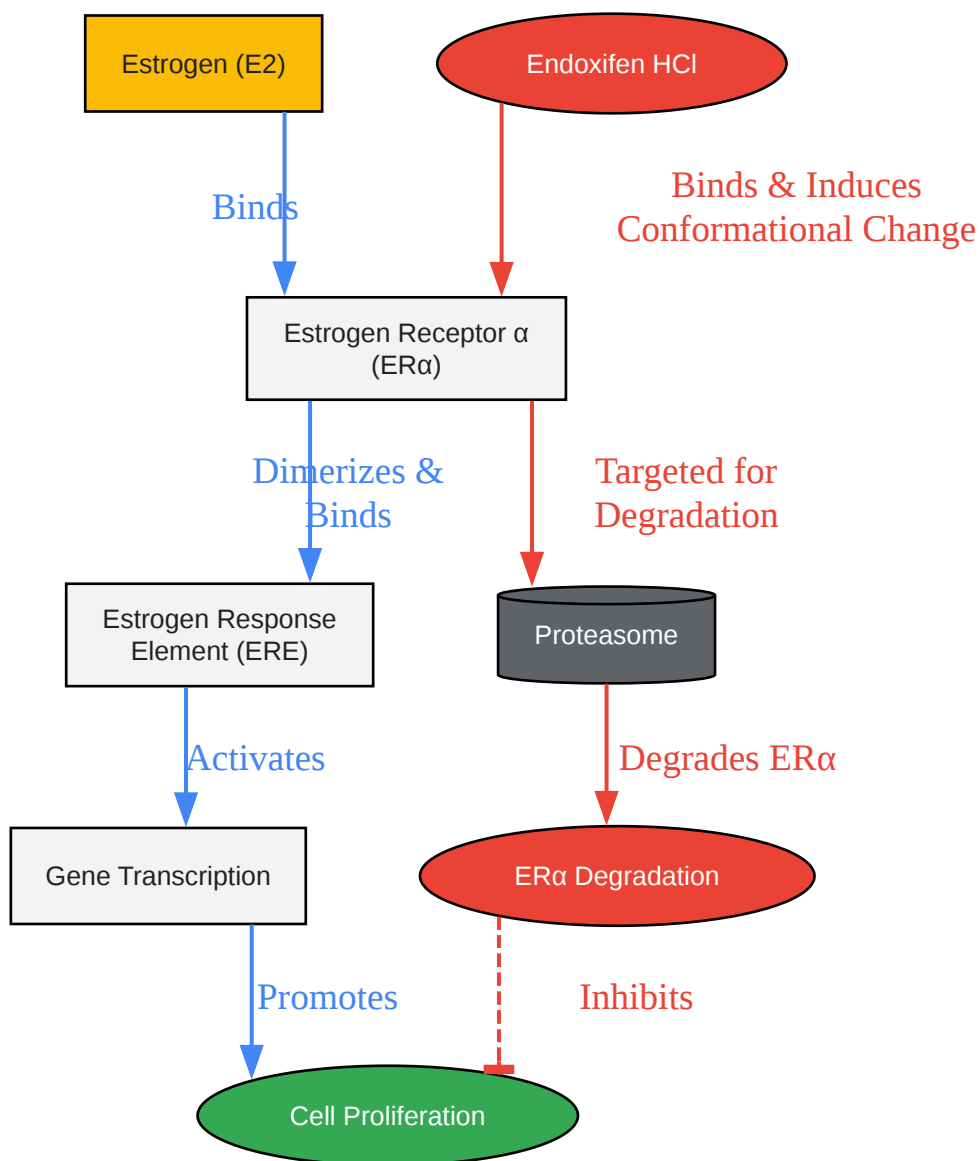 Estrogen (E2)
Endoxifen HCl
Binds
Binds & Induces
Conformational Change
Estrogen Receptor α
(ERα)
Dimerizes &
Binds
Targeted for
Degradation
Estrogen Response
Element (ERE)
Proteasome
Activates
Degrades ERα
Gene Transcription
ERα Degradation
Promotes
Inhibits
Cell Proliferation